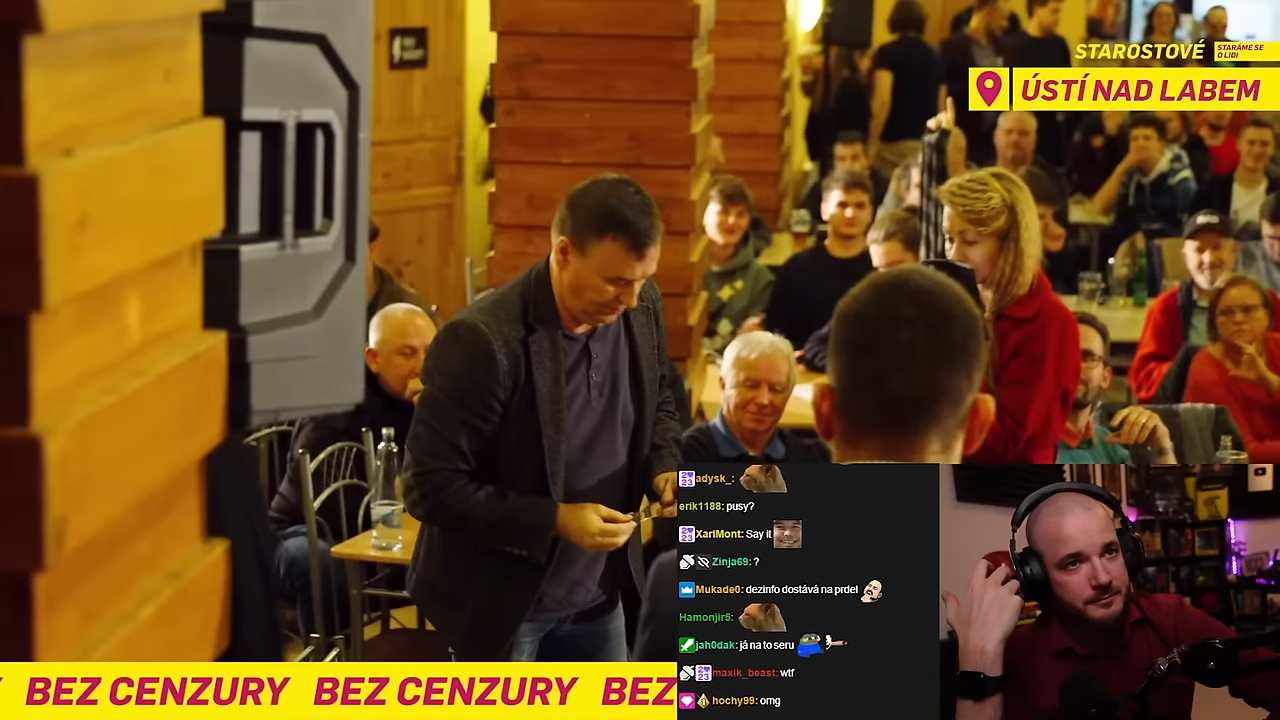 STAROSTOVÉ
STARÁME SE
O LIDI
ÚSTÍ NAD LABEM
adysk_:
erik1188: pusy?
XarlMont: Say it
Zinja69: ?
Mukade0: dezinfo dostává na prdel
Hamonjir5:
jah0dak: já na to seru
maxik_beast: wtf
hochy99: omg
BEZ CENZURY BEZ CENZURY BEZ